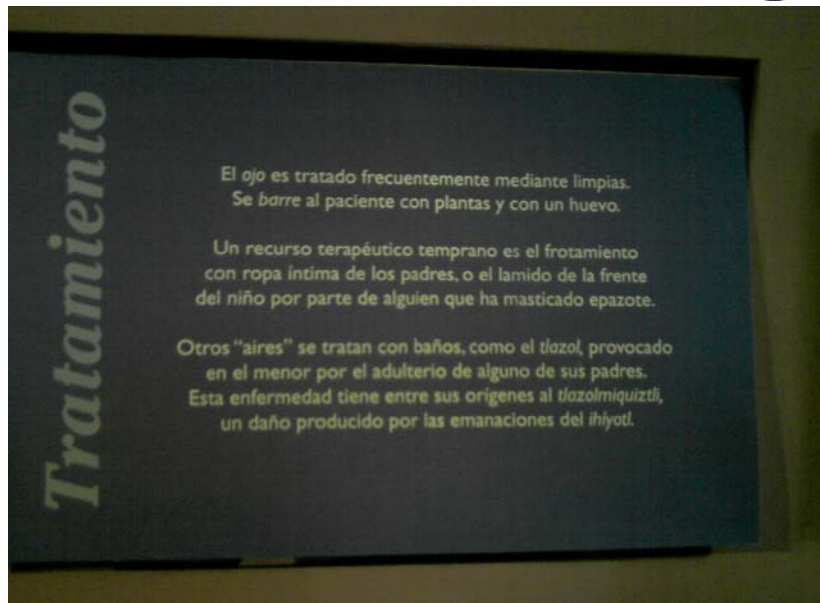 Tratamiento
El ojo es tratado frecuentemente mediante limpias.
Se barre al paciente con plantas y con un huevo.
Un recurso terapéutico temprano es el frotamiento
con ropa íntima de los padres, o el lamido de la frente
del niño por parte de alguien que ha masticado epazote.
Otros "aires" se tratan con baños, como el tlazol, provocado
en el menor por el adulterio de alguno de sus padres.
Esta enfermedad tiene entre sus orígenes al tlazolmiquiztli,
un daño producido por las emanaciones del ihíyotl.